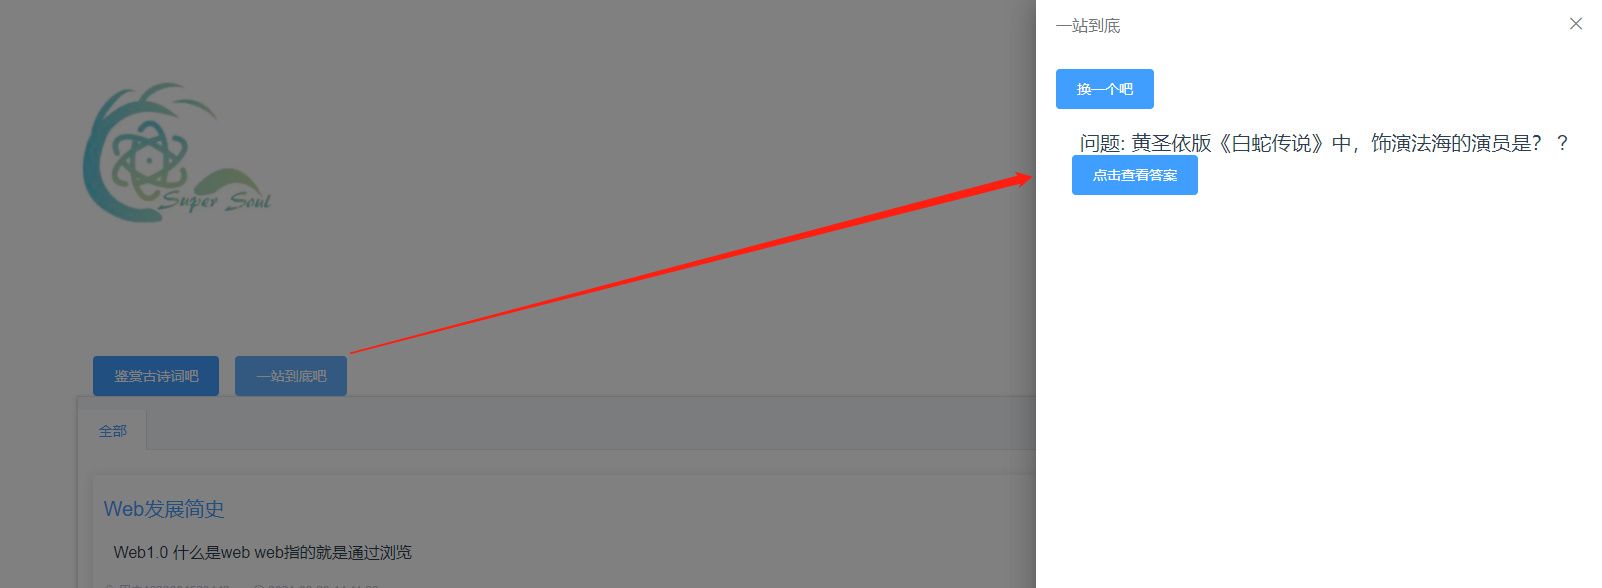 一站到底
换一个吧
问题: 黄圣依版《白蛇传说》中，饰演法海的演员是？ ？
点击查看答案
Super Soul
鉴赏古诗词吧
一站到底吧
全部
Web发展简史
Web1.0 什么是web web指的就是通过浏览